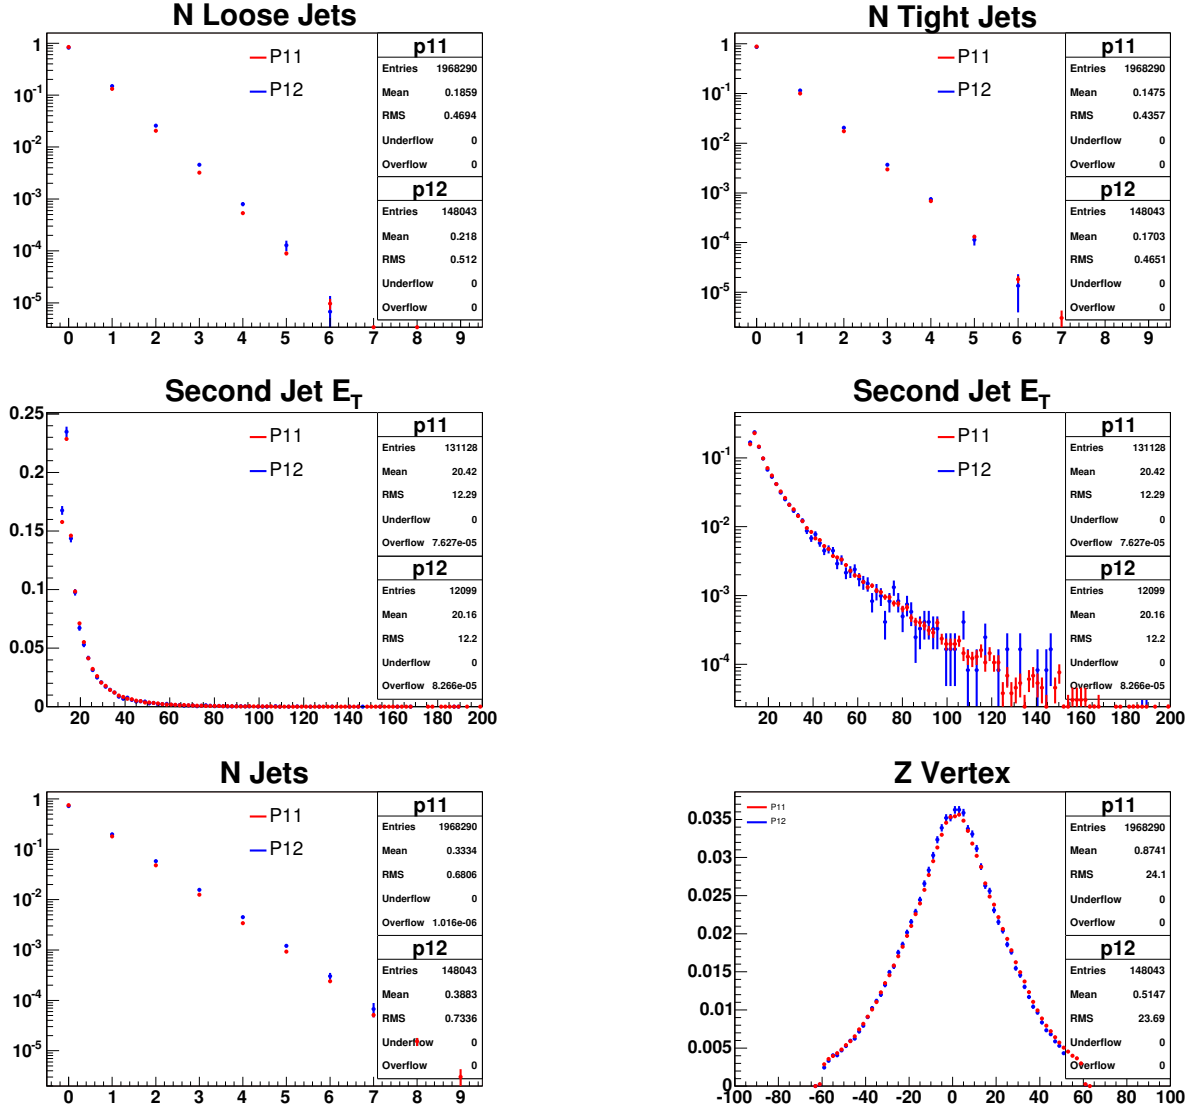 N Loose Jets
P11
P12
p11
Entries 1968290
Mean 0.1859
RMS 0.4694
Underflow 0
Overflow 0
p12
Entries 148043
Mean 0.218
RMS 0.512
Underflow 0
Overflow 0
1
10^-1
10^-2
10^-3
10^-4
10^-5
0 1 2 3 4 5 6 7 8 9
N Tight Jets
P11
P12
p11
Entries 1968290
Mean 0.1475
RMS 0.4357
Underflow 0
Overflow 0
p12
Entries 148043
Mean 0.1703
RMS 0.4651
Underflow 0
Overflow 0
1
10^-1
10^-2
10^-3
10^-4
10^-5
0 1 2 3 4 5 6 7 8 9
Second Jet E_T
P11
P12
p11
Entries 131128
Mean 20.42
RMS 12.29
Underflow 0
Overflow 7.627e-05
p12
Entries 12099
Mean 20.16
RMS 12.2
Underflow 0
Overflow 8.266e-05
0.25
0.2
0.15
0.1
0.05
0
20 40 60 80 100 120 140 160 180 200
Second Jet E_T
P11
P12
p11
Entries 131128
Mean 20.42
RMS 12.29
Underflow 0
Overflow 7.627e-05
p12
Entries 12099
Mean 20.16
RMS 12.2
Underflow 0
Overflow 8.266e-05
10^-1
10^-2
10^-3
10^-4
20 40 60 80 100 120 140 160 180 200
N Jets
P11
P12
p11
Entries 1968290
Mean 0.3334
RMS 0.6806
Underflow 0
Overflow 1.016e-06
p12
Entries 148043
Mean 0.3883
RMS 0.7336
Underflow 0
Overflow 0
1
10^-1
10^-2
10^-3
10^-4
10^-5
0 1 2 3 4 5 6 7 8 9
Z Vertex
P11
P12
p11
Entries 1968290
Mean 0.8741
RMS 24.1
Underflow 0
Overflow 0
p12
Entries 148043
Mean 0.5147
RMS 23.69
Underflow 0
Overflow 0
0.035
0.03
0.025
0.02
0.015
0.01
0.005
0
-100 -80 -60 -40 -20 0 20 40 60 80 100